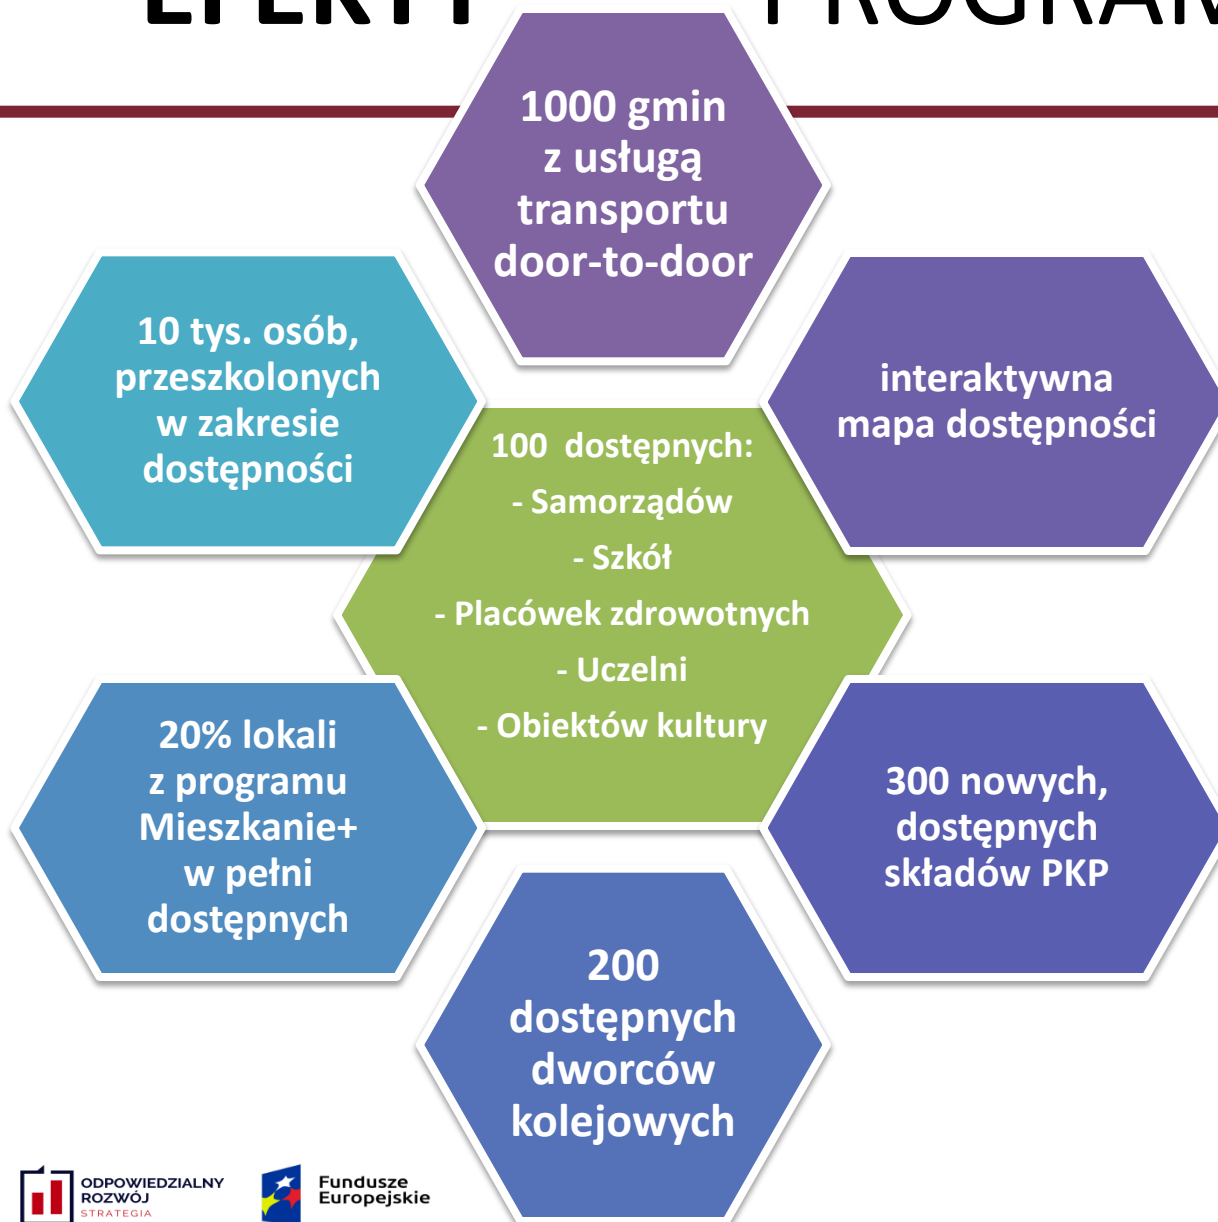 EFEKTY PROGRAM
1000 gmin
z usługą
transportu
door-to-door
10 tys. osób,
przeszkolonych
w zakresie
dostępności
interaktywna
mapa dostępności
100 dostępnych:
- Samorządów
- Szkół
- Placówek zdrowotnych
- Uczelni
- Obiektów kultury
20% lokali
z programu
Mieszkanie+
w pełni
dostępnych
300 nowych,
dostępnych
składów PKP
200
dostępnych
dworców
kolejowych
ODPOWIEDZIALNY
ROZWÓJ
STRATEGIA
Fundusze
Europejskie